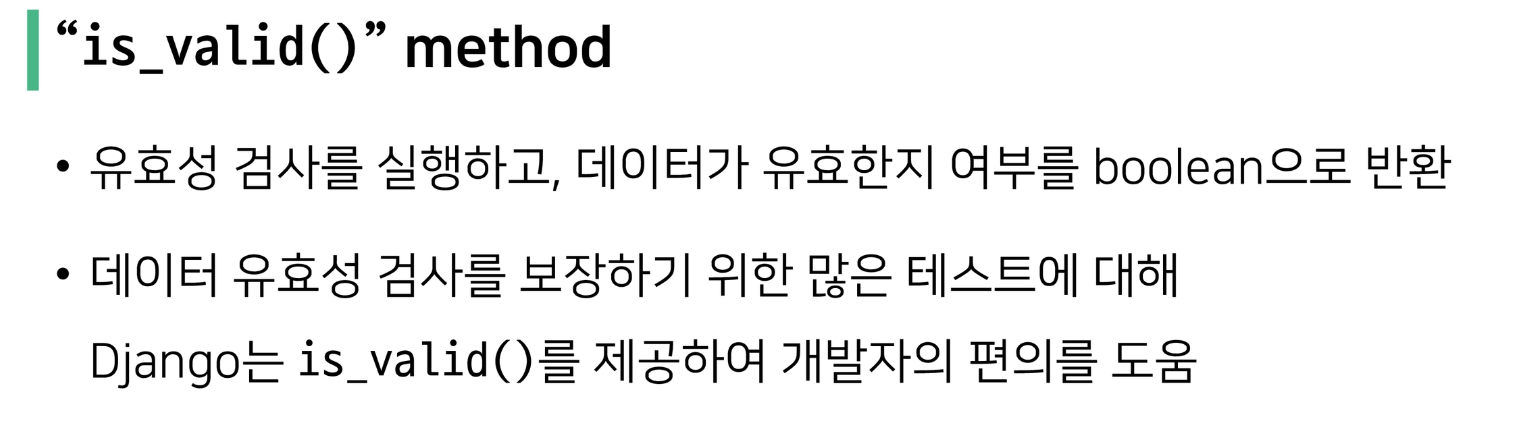 “is_valid()” method
• 유효성 검사를 실행하고, 데이터가 유효한지 여부를 boolean으로 반환
• 데이터 유효성 검사를 보장하기 위한 많은 테스트에 대해
Django는 is_valid()를 제공하여 개발자의 편의를 도움